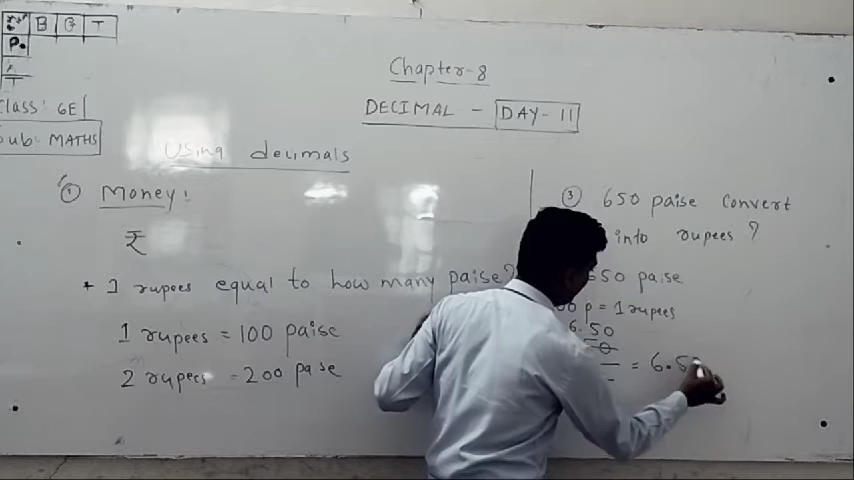 B G T
P.
T
Class: 6E
Sub: MATHS
Chapter-8
DECIMAL - DAY-11
Using decimals
① Money:
₹
1 rupees equal to how many paise?
1 rupees = 100 paise
2 rupees = 200 paise
③ 650 paise Convert
into rupees ?
650 paise
p = 1 rupees
6.50
= 6.5